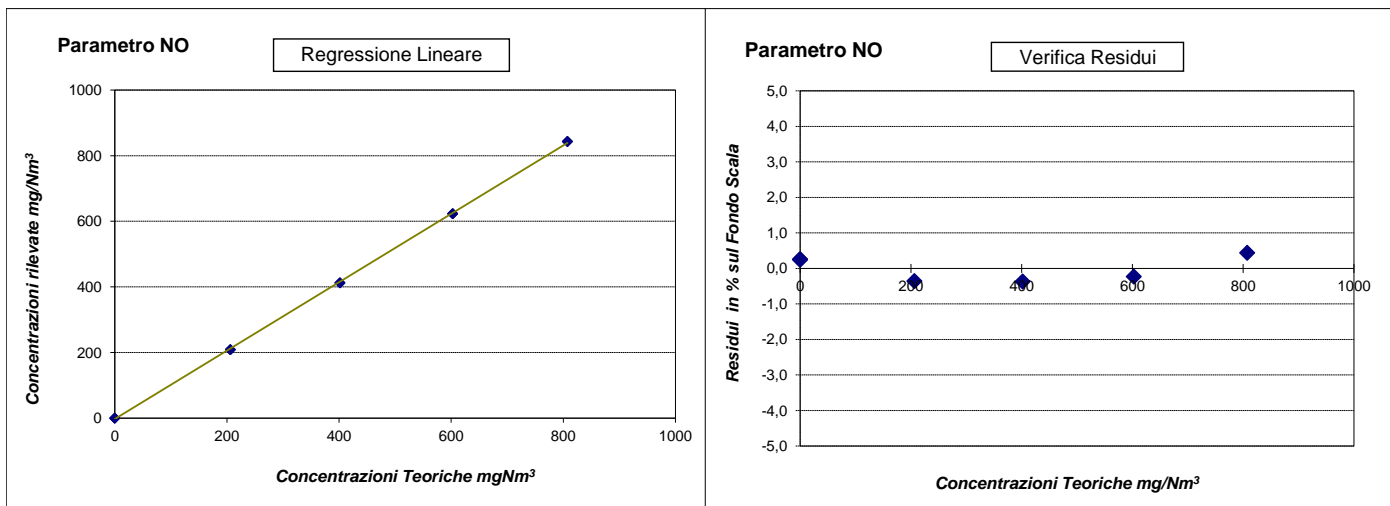 Parametro NO
Regressione Lineare
Concentrazioni rilevate mg/Nm³
1000
800
600
400
200
0
0 200 400 600 800 1000
Concentrazioni Teoriche mgNm³
Parametro NO
Verifica Residui
Residui in % sul Fondo Scala
5,0
4,0
3,0
2,0
1,0
0,0
-1,0
-2,0
-3,0
-4,0
-5,0
0 200 400 600 800 1000
Concentrazioni Teoriche mg/Nm³